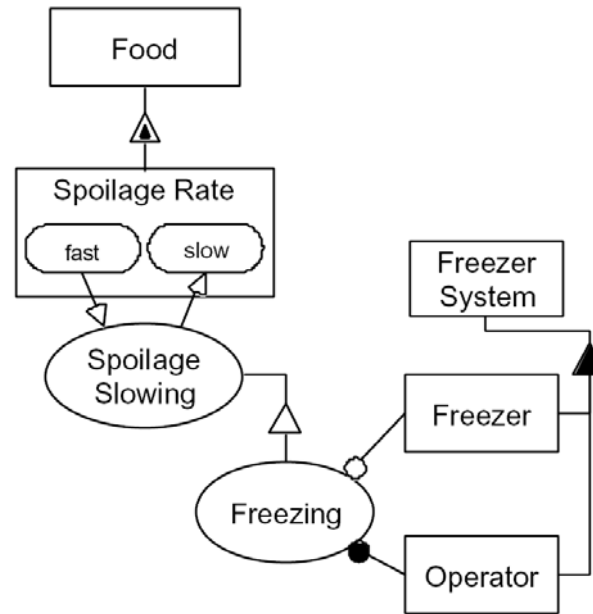 Food
Spoilage Rate
fast
slow
Freezer
System
Spoilage
Slowing
Freezer
Freezing
Operator